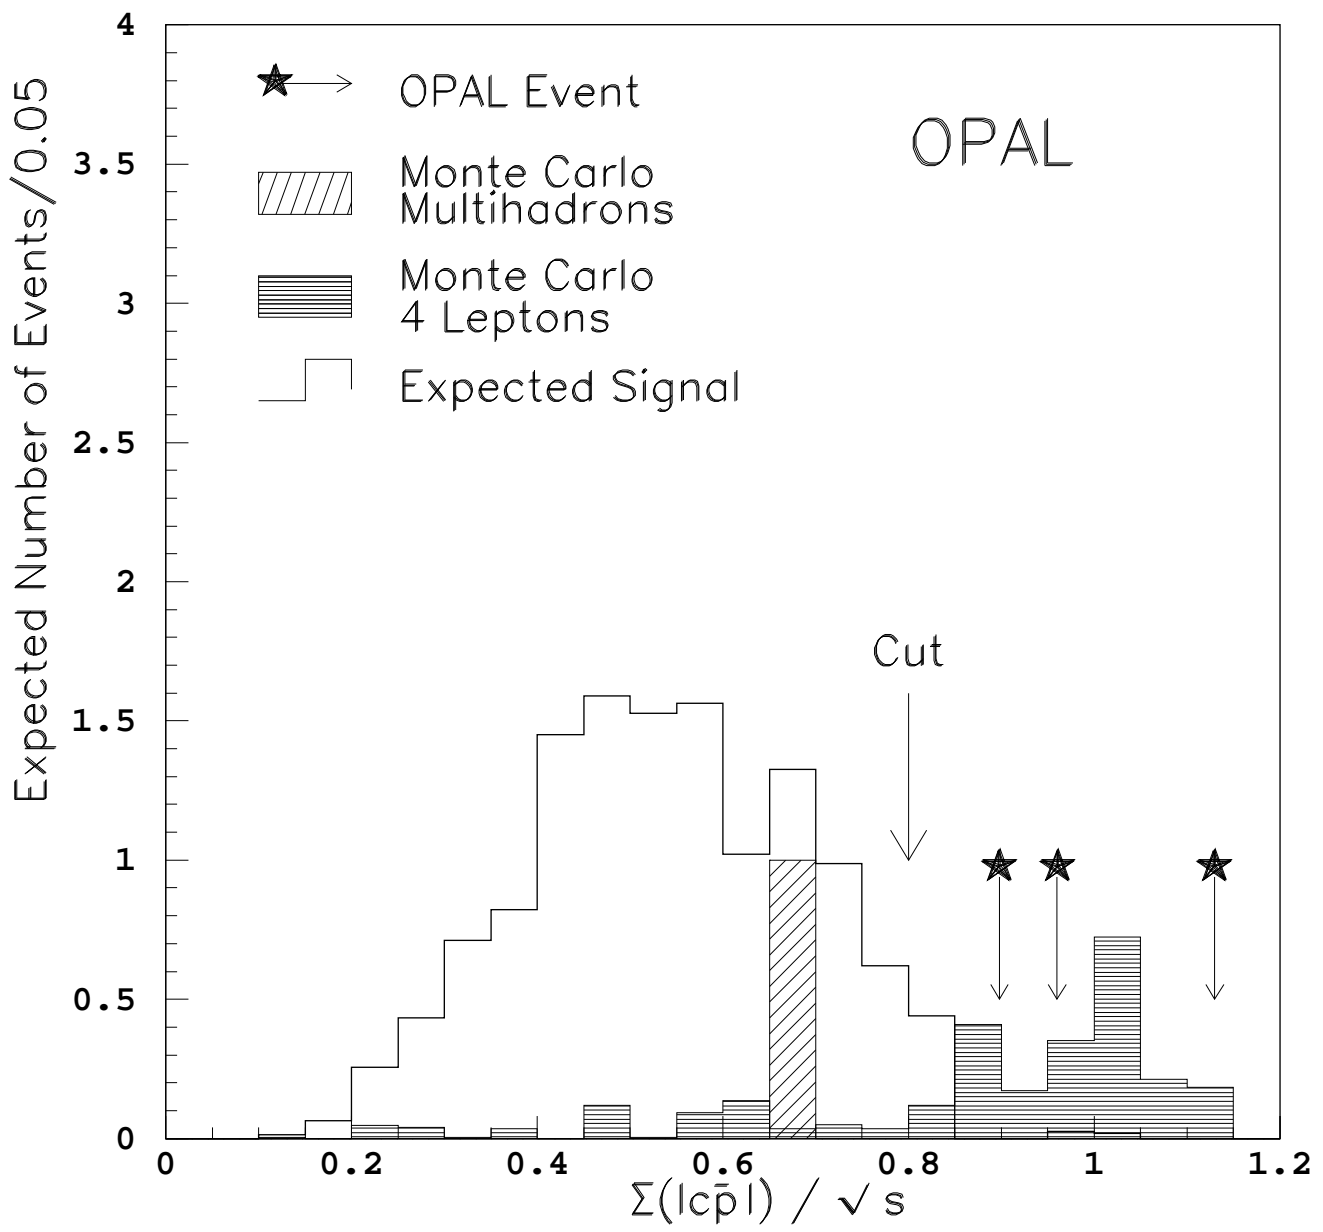 4
3.5
3
2.5
2
1.5
1
0.5
0
Expected Number of Events/0.05
OPAL Event
OPAL
Monte Carlo
Multihadrons
Monte Carlo
4 Leptons
Expected Signal
Cut
0 0.2 0.4 0.6 0.8 1 1.2
Σ(|cp̄|) / √ s